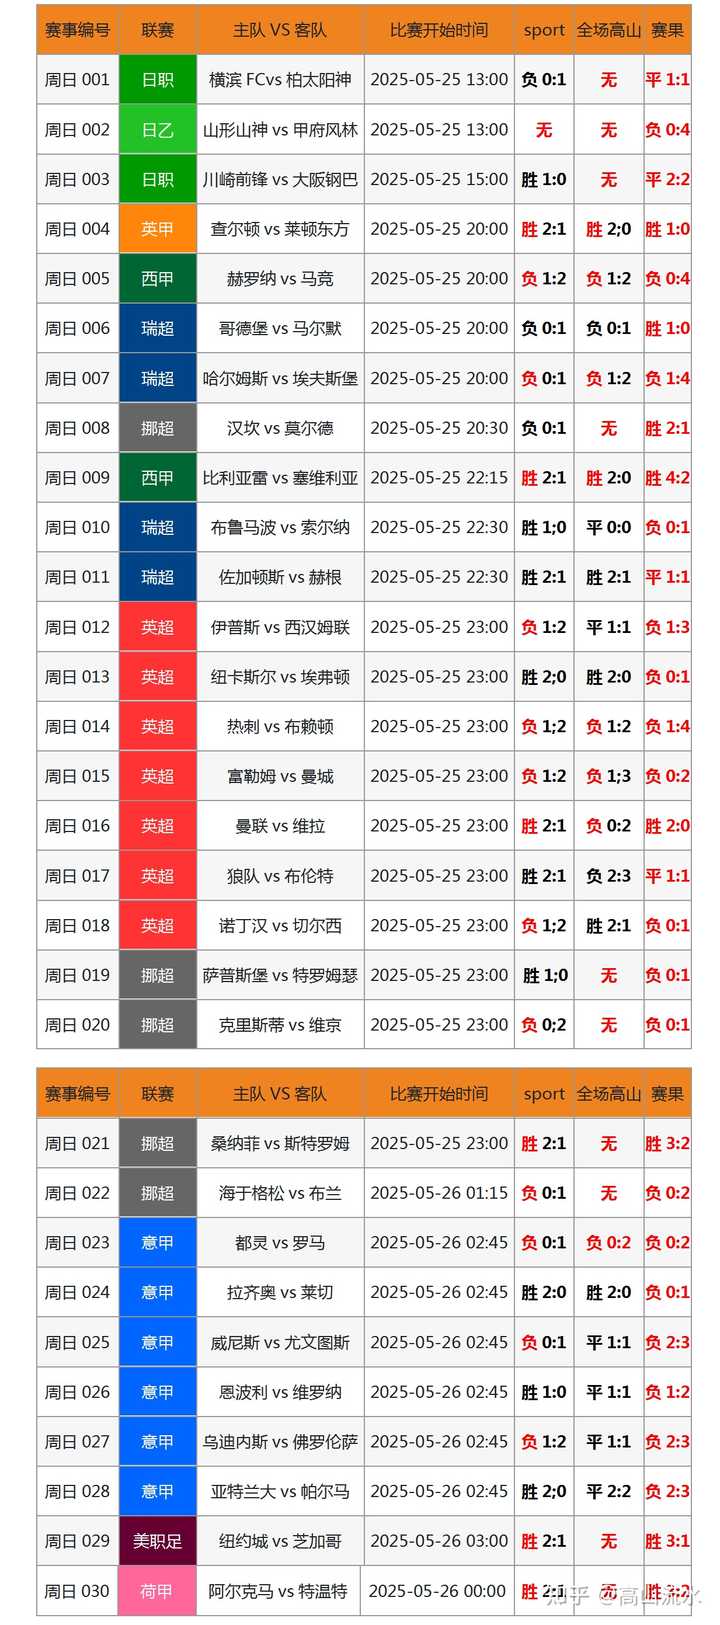 赛事编号 联赛 主队 VS 客队 比赛开始时间 sport 全场高山 赛果
周日 001 日职 横滨 FCvs 柏太阳神 2025-05-25 13:00 负 0:1 无 平 1:1
周日 002 日乙 山形山神 vs 甲府风林 2025-05-25 13:00 无 无 负 0:4
周日 003 日职 川崎前锋 vs 大阪钢巴 2025-05-25 15:00 胜 1:0 无 平 2:2
周日 004 英甲 查尔顿 vs 莱顿东方 2025-05-25 20:00 胜 2:1 胜 2;0 胜 1:0
周日 005 西甲 赫罗纳 vs 马竞 2025-05-25 20:00 负 1:2 负 1:2 负 0:4
周日 006 瑞超 哥德堡 vs 马尔默 2025-05-25 20:00 负 0:1 负 0:1 胜 1:0
周日 007 瑞超 哈尔姆斯 vs 埃夫斯堡 2025-05-25 20:00 负 0:1 负 1:2 负 1:4
周日 008 挪超 汉坎 vs 莫尔德 2025-05-25 20:30 负 0:1 无 胜 2:1
周日 009 西甲 比利亚雷 vs 塞维利亚 2025-05-25 22:15 胜 2:1 胜 2:0 胜 4:2
周日 010 瑞超 布鲁马波 vs 索尔纳 2025-05-25 22:30 胜 1;0 平 0:0 负 0:1
周日 011 瑞超 佐加顿斯 vs 赫根 2025-05-25 22:30 胜 2:1 胜 2:1 平 1:1
周日 012 英超 伊普斯 vs 西汉姆联 2025-05-25 23:00 负 1:2 平 1:1 负 1:3
周日 013 英超 纽卡斯尔 vs 埃弗顿 2025-05-25 23:00 胜 2;0 胜 2:0 负 0:1
周日 014 英超 热刺 vs 布赖顿 2025-05-25 23:00 负 1;2 负 1:2 负 1:4
周日 015 英超 富勒姆 vs 曼城 2025-05-25 23:00 负 1:2 负 1;3 负 0:2
周日 016 英超 曼联 vs 维拉 2025-05-25 23:00 胜 2:1 负 0:2 胜 2:0
周日 017 英超 狼队 vs 布伦特 2025-05-25 23:00 胜 2:1 负 2:3 平 1:1
周日 018 英超 诺丁汉 vs 切尔西 2025-05-25 23:00 负 1;2 胜 2:1 负 0:1
周日 019 挪超 萨普斯堡 vs 特罗姆瑟 2025-05-25 23:00 胜 1;0 无 负 0:1
周日 020 挪超 克里斯蒂 vs 维京 2025-05-25 23:00 负 0;2 无 负 0:1
赛事编号 联赛 主队 VS 客队 比赛开始时间 sport 全场高山 赛果
周日 021 挪超 桑纳菲 vs 斯特罗姆 2025-05-25 23:00 胜 2:1 无 胜 3:2
周日 022 挪超 海于格松 vs 布兰 2025-05-26 01:15 负 0:1 无 负 0:2
周日 023 意甲 都灵 vs 罗马 2025-05-26 02:45 负 0:1 负 0:2 负 0:2
周日 024 意甲 拉齐奥 vs 莱切 2025-05-26 02:45 胜 2:0 胜 2:0 负 0:1
周日 025 意甲 威尼斯 vs 尤文图斯 2025-05-26 02:45 负 0:1 平 1:1 负 2:3
周日 026 意甲 恩波利 vs 维罗纳 2025-05-26 02:45 胜 1:0 平 1:1 负 1:2
周日 027 意甲 乌迪内斯 vs 佛罗伦萨 2025-05-26 02:45 负 1:2 平 1:1 负 2:3
周日 028 意甲 亚特兰大 vs 帕尔马 2025-05-26 02:45 胜 2;0 平 2:2 负 2:3
周日 029 美职足 纽约城 vs 芝加哥 2025-05-26 03:00 胜 2:1 无 胜 3:1
周日 030 荷甲 阿尔克马 vs 特温特 2025-05-26 00:00 胜 2:1 无 胜 3:2
知乎 @高山流水